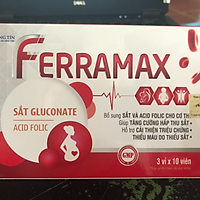 FERRAMAX
SẮT GLUCONATE
ACID FOLIC
Bổ sung SẮT VÀ ACID FOLIC CHO CƠ TH
Giúp TĂNG CƯỜNG HẤP THU SẮT •
• Hỗ trợ CẢI THIỆN TRIỆU CHỨNG
THIẾU MÁU DO THIẾU SẮT •
GMP
3 vỉ x 10 viên